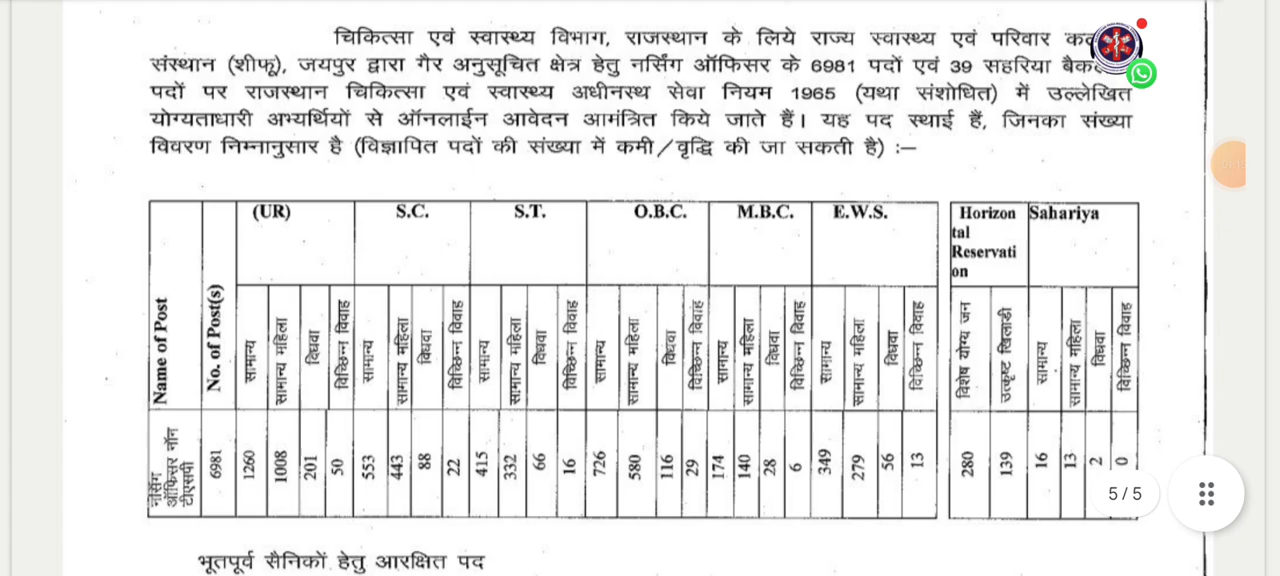 चिकित्सा एवं स्वास्थ्य विभाग, राजस्थान के लिये राज्य स्वास्थ्य एवं परिवार
संस्थान (शीफू), जयपुर द्वारा गैर अनुसूचित क्षेत्र हेतु नर्सिंग ऑफिसर के 6981 पदों एवं 39 सहरिया
पदों पर राजस्थान चिकित्सा एवं स्वास्थ्य अधीनस्थ सेवा नियम 1965 (यथा संशोधित) में उल्लेखित
योग्यताधारी अभ्यर्थियों से ऑनलाईन आवेदन आमंत्रित किये जाते हैं। यह पद स्थाई हैं, जिनका संख्या
विवरण निम्नानुसार है (विज्ञापित पदों की संख्या में कमी/वृद्धि की जा सकती है) :–
Name of Post No. of Post(s) (UR) S.C. S.T. O.B.C. M.B.C. E.W.S. Horizon Sahariya
tal
Reservati
on
सामान्य सामान्य महिला विधवा विच्छिन्न विवाह सामान्य सामान्य महिला विधवा विच्छिन्न विवाह सामान्य सामान्य महिला विधवा विच्छिन्न विवाह सामान्य सामान्य महिला विधवा विच्छिन्न विवाह सामान्य सामान्य महिला विधवा विच्छिन्न विवाह सामान्य सामान्य महिला विधवा विच्छिन्न विवाह विशेष योग्य जन उत्कृष्ट खिलाडी सामान्य सामान्य महिला विधवा विच्छिन्न विवाह
नर्सिंग ऑफिसर नॉन टीएसपी 6981 1260 1008 201 50 553 443 88 22 415 332 66 16 726 580 116 29 174 140 28 6 349 279 56 13 280 139 16 13 2 0
5 / 5
भूतपूर्व सैनिकों हेतु आरक्षित पद